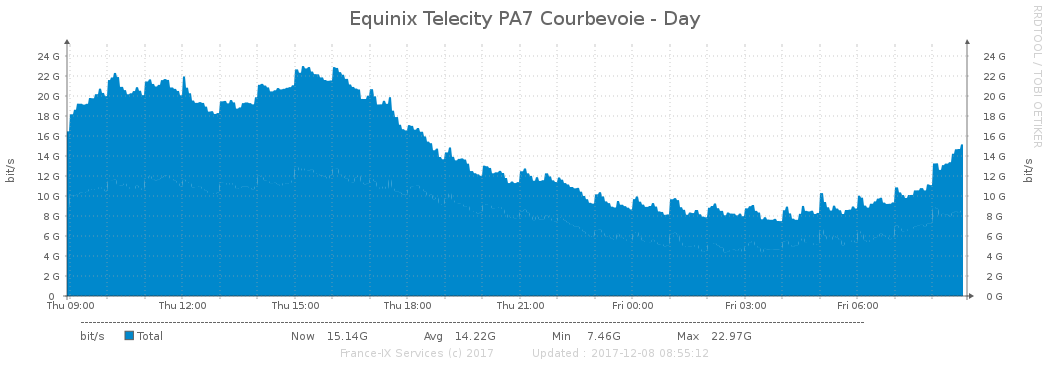 Equinix Telecity PA7 Courbevoie - Day
RRDTOOL / TOBI OETIKER
bit/s
24 G 24 G
22 G 22 G
20 G 20 G
18 G 18 G
16 G 16 G
14 G 14 G
12 G 12 G
10 G 10 G
8 G 8 G
6 G 6 G
4 G 4 G
2 G 2 G
0 0 G
bit/s
Thu 09:00 Thu 12:00 Thu 15:00 Thu 18:00 Thu 21:00 Fri 00:00 Fri 03:00 Fri 06:00
bit/s Total Now 15.14G Avg 14.22G Min 7.46G Max 22.97G
France-IX Services (c) 2017 Updated : 2017-12-08 08:55:12